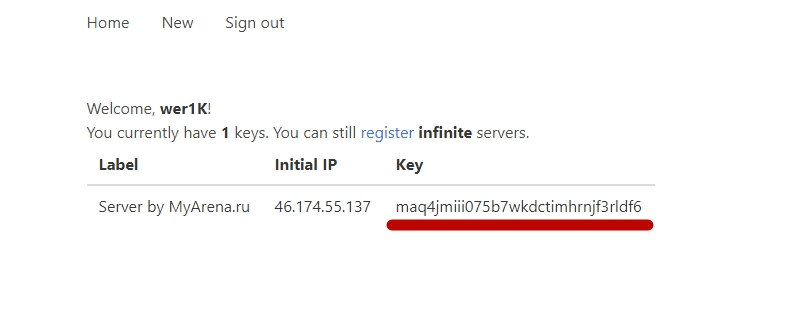 Home New Sign out
Welcome, wer1K!
You currently have 1 keys. You can still register infinite servers.
Label Initial IP Key
Server by MyArena.ru 46.174.55.137 maq4jmiii075b7wkdctimhrnjf3rldf6